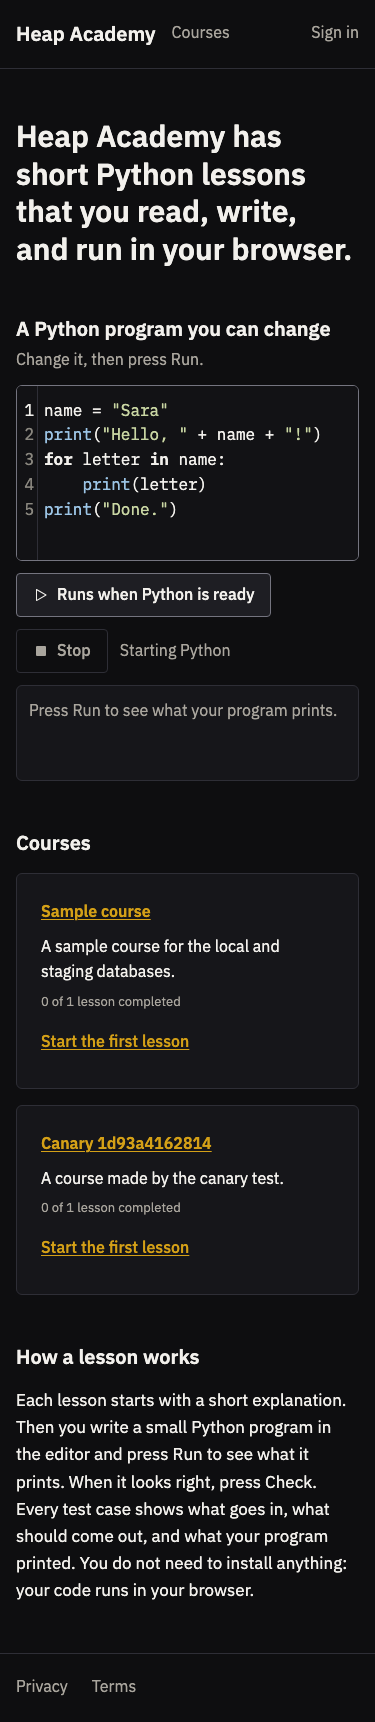 Heap Academy Courses Sign in
Heap Academy has
short Python lessons
that you read, write,
and run in your browser.
A Python program you can change
Change it, then press Run.
1 name = "Sara"
2 print("Hello, " + name + "!")
3 for letter in name:
4     print(letter)
5 print("Done.")
Runs when Python is ready
Stop Starting Python
Press Run to see what your program prints.
Courses
Sample course
A sample course for the local and
staging databases.
0 of 1 lesson completed
Start the first lesson
Canary 1d93a4162814
A course made by the canary test.
0 of 1 lesson completed
Start the first lesson
How a lesson works
Each lesson starts with a short explanation.
Then you write a small Python program in
the editor and press Run to see what it
prints. When it looks right, press Check.
Every test case shows what goes in, what
should come out, and what your program
printed. You do not need to install anything:
your code runs in your browser.
Privacy Terms